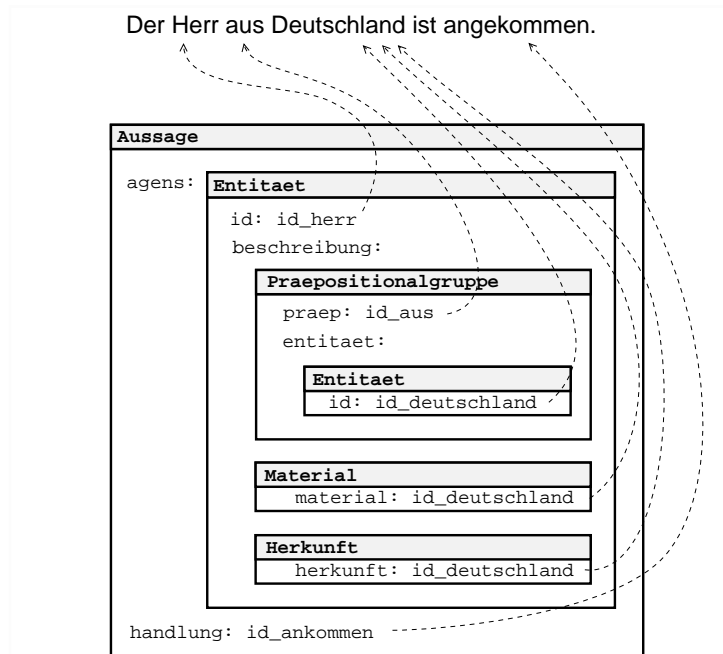 Der Herr aus Deutschland ist angekommen.
Aussage
agens: Entitaet
id: id_herr
beschreibung:
Praepositionalgruppe
praep: id_aus
entitaet:
Entitaet
id: id_deutschland
Material
material: id_deutschland
Herkunft
herkunft: id_deutschland
handlung: id_ankommen